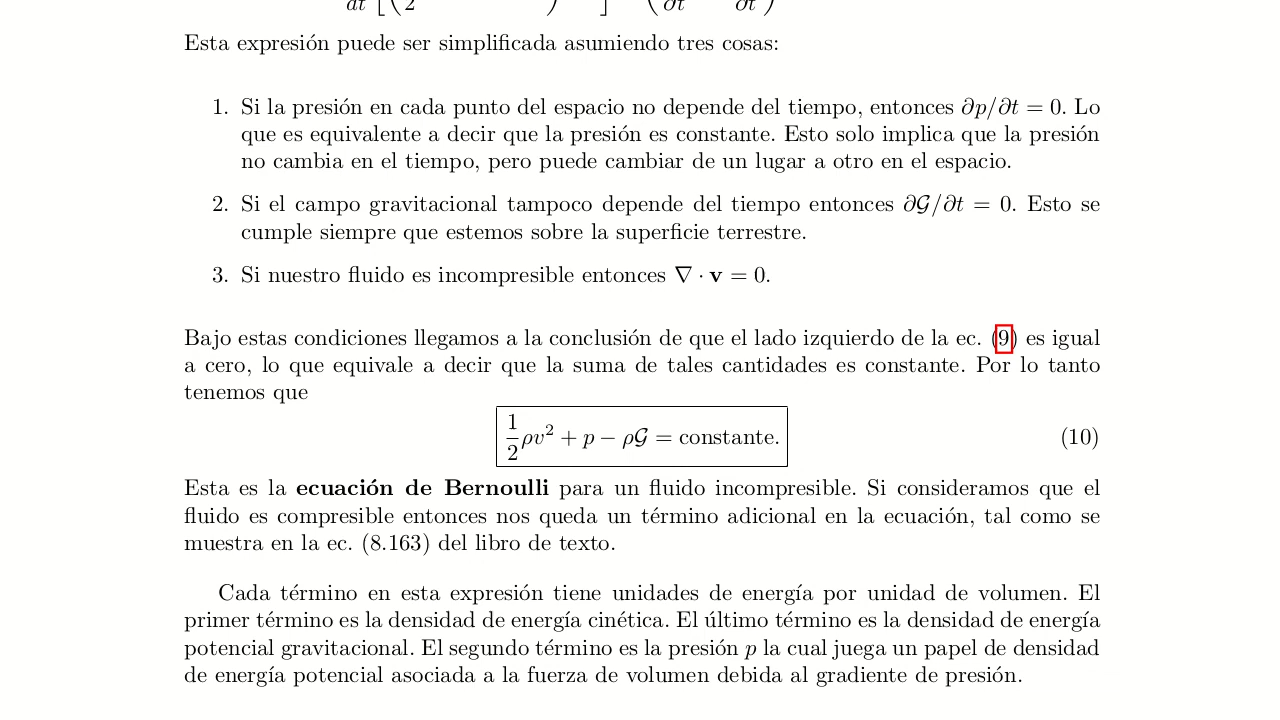 dt [ ( 2 ) ] ( ∂t ∂t )
Esta expresión puede ser simplificada asumiendo tres cosas:
1. Si la presión en cada punto del espacio no depende del tiempo, entonces ∂p/∂t = 0. Lo
que es equivalente a decir que la presión es constante. Esto solo implica que la presión
no cambia en el tiempo, pero puede cambiar de un lugar a otro en el espacio.
2. Si el campo gravitacional tampoco depende del tiempo entonces ∂𝒢/∂t = 0. Esto se
cumple siempre que estemos sobre la superficie terrestre.
3. Si nuestro fluido es incompresible entonces ∇ · v = 0.
Bajo estas condiciones llegamos a la conclusión de que el lado izquierdo de la ec. (9) es igual
a cero, lo que equivale a decir que la suma de tales cantidades es constante. Por lo tanto
tenemos que
1/2 ρv² + p − ρ𝒢 = constante. (10)
Esta es la ecuación de Bernoulli para un fluido incompresible. Si consideramos que el
fluido es compresible entonces nos queda un término adicional en la ecuación, tal como se
muestra en la ec. (8.163) del libro de texto.
Cada término en esta expresión tiene unidades de energía por unidad de volumen. El
primer término es la densidad de energía cinética. El último término es la densidad de energía
potencial gravitacional. El segundo término es la presión p la cual juega un papel de densidad
de energía potencial asociada a la fuerza de volumen debida al gradiente de presión.